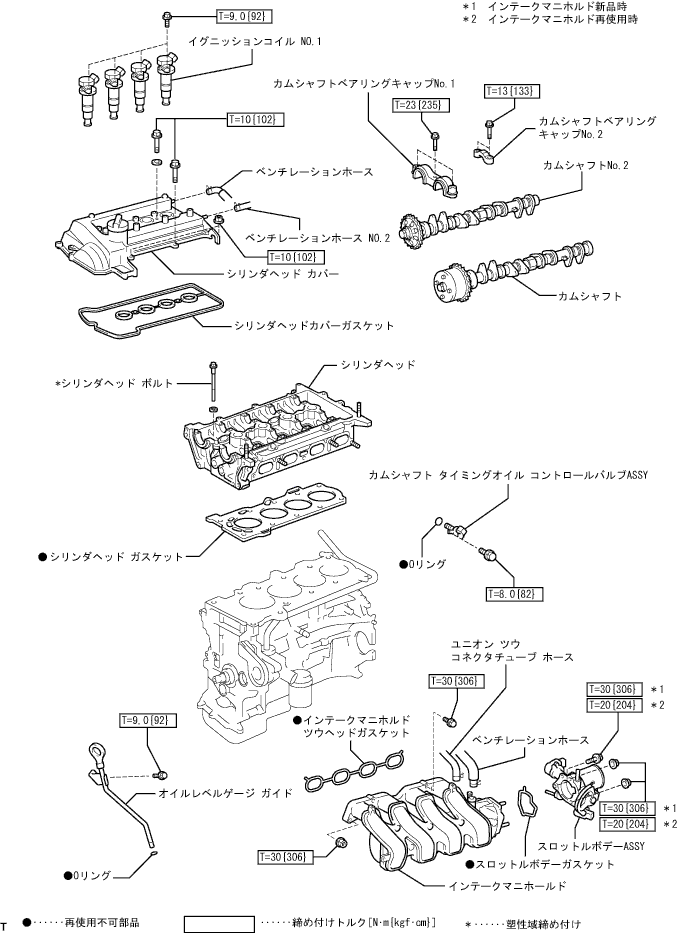 *1 インテークマニホルド新品時
*2 インテークマニホルド再使用時
T=9.0{92}
イグニッションコイル NO.1
カムシャフトベアリングキャップNo.1
T=13{133}
T=23{235}
T=10{102}
カムシャフトベアリング
キャップNo.2
カムシャフトNo.2
ベンチレーションホース
ベンチレーションホース NO.2
T=10{102}
シリンダヘッド カバー
カムシャフト
シリンダヘッドカバーガスケット
シリンダヘッド
*シリンダヘッド ボルト
カムシャフト タイミングオイル コントロールバルブASSY
●シリンダヘッド ガスケット
●Oリング
T=8.0{82}
ユニオン ツウ
コネクタチューブ ホース
T=30{306}
T=30{306} *1
T=20{204} *2
T=9.0{92}
●インテークマニホルド
ツウヘッドガスケット
ベンチレーションホース
オイルレベルゲージ ガイド
T=30{306} *1
T=20{204} *2
スロットルボデーASSY
T=30{306}
●スロットルボデーガスケット
●Oリング
インテークマニホールド
T ●······再使用不可部品 ······締め付けトルク[N·m{kgf·cm}] *······塑性域締め付け